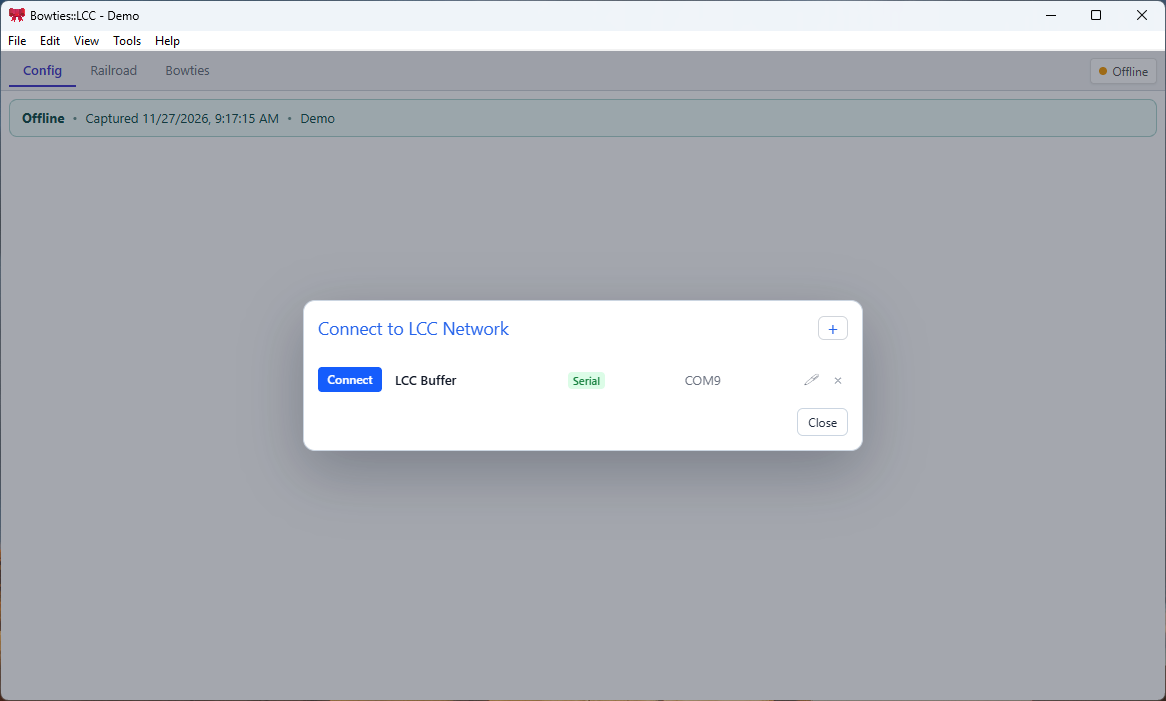 Bowties::LCC - Demo
File Edit View Tools Help
Config Railroad Bowties Offline
Offline • Captured 11/27/2026, 9:17:15 AM • Demo
Connect to LCC Network +
Connect LCC Buffer Serial COM9
Close